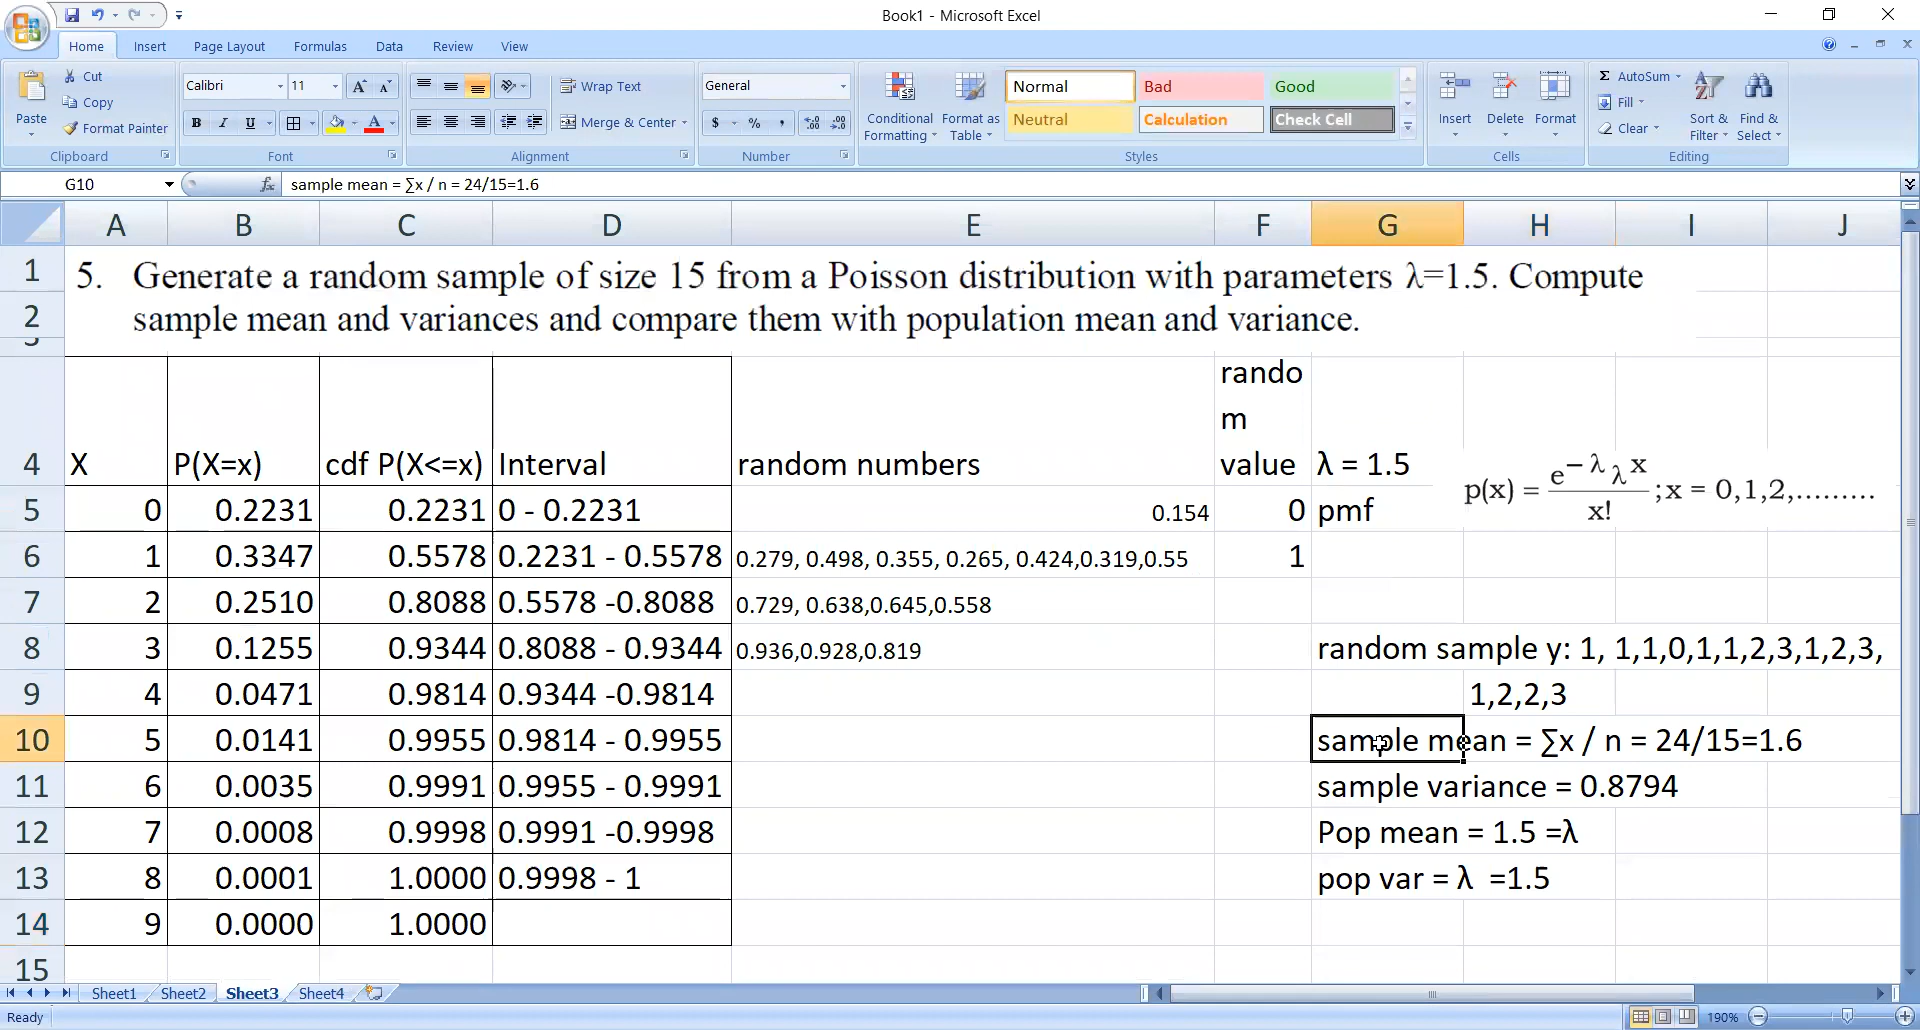 Book1 - Microsoft Excel
Home Insert Page Layout Formulas Data Review View
Cut
Copy
Format Painter
Paste
Clipboard
Calibri 11
B I U
Font
Wrap Text
Merge & Center
Alignment
General
$ % ,
Number
Conditional Formatting
Format as Table
Normal Bad Good
Neutral Calculation Check Cell
Styles
Insert Delete Format
Cells
AutoSum
Fill
Clear
Sort & Filter
Find & Select
Editing
G10 fx sample mean = ∑x / n = 24/15=1.6
A B C D E F G H I J
1 5. Generate a random sample of size 15 from a Poisson distribution with parameters λ=1.5. Compute
2 sample mean and variances and compare them with population mean and variance.
3
4 X P(X=x) cdf P(X<=x) Interval random numbers random value λ = 1.5
p(x) = e^{-λ} λ^x / x! ; x = 0,1,2,.........
5 0 0.2231 0.2231 0 - 0.2231 0.154 0 pmf
6 1 0.3347 0.5578 0.2231 - 0.5578 0.279, 0.498, 0.355, 0.265, 0.424,0.319,0.55 1
7 2 0.2510 0.8088 0.5578 -0.8088 0.729, 0.638,0.645,0.558
8 3 0.1255 0.9344 0.8088 - 0.9344 0.936,0.928,0.819 random sample y: 1, 1,1,0,1,1,2,3,1,2,3,
9 4 0.0471 0.9814 0.9344 -0.9814 1,2,2,3
10 5 0.0141 0.9955 0.9814 - 0.9955 sample mean = ∑x / n = 24/15=1.6
11 6 0.0035 0.9991 0.9955 - 0.9991 sample variance = 0.8794
12 7 0.0008 0.9998 0.9991 -0.9998 Pop mean = 1.5 =λ
13 8 0.0001 1.0000 0.9998 - 1 pop var = λ =1.5
14 9 0.0000 1.0000
15
Sheet1 Sheet2 Sheet3 Sheet4
Ready 190%